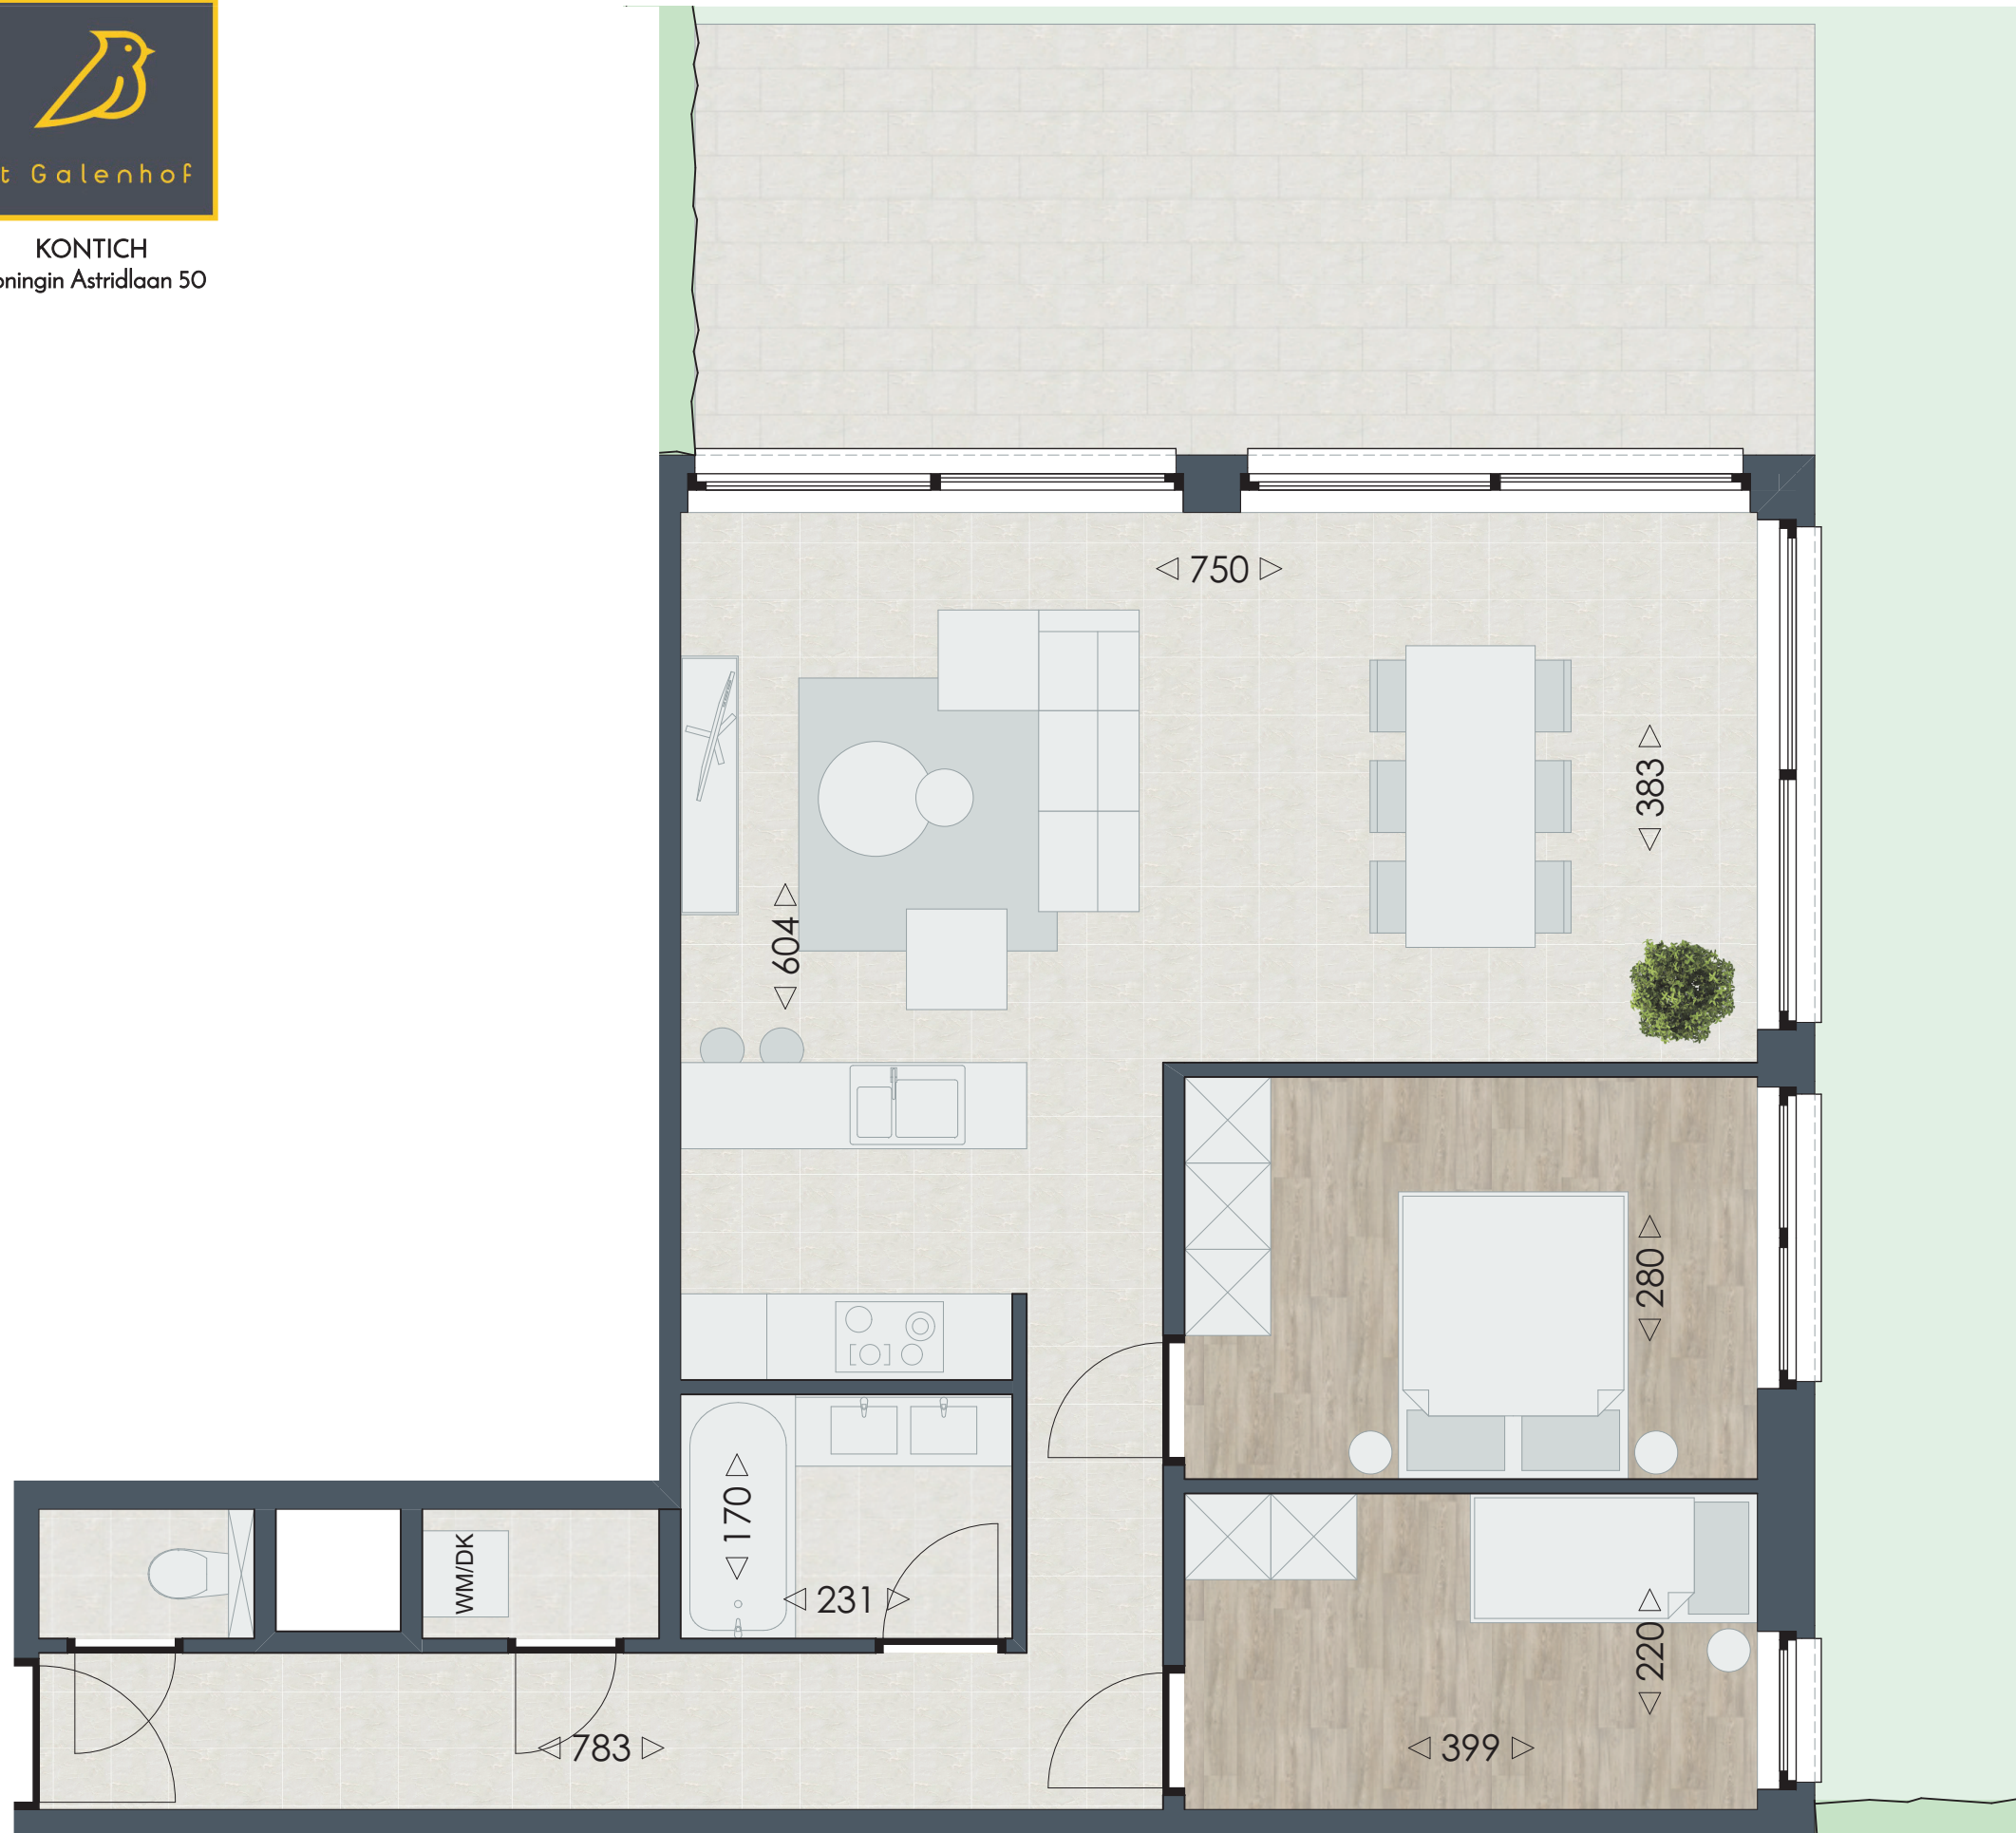 t Galenhof
KONTICH
oningin Astridlaan 50
750
383
604
280
170
WM/DK
231
220
783
399